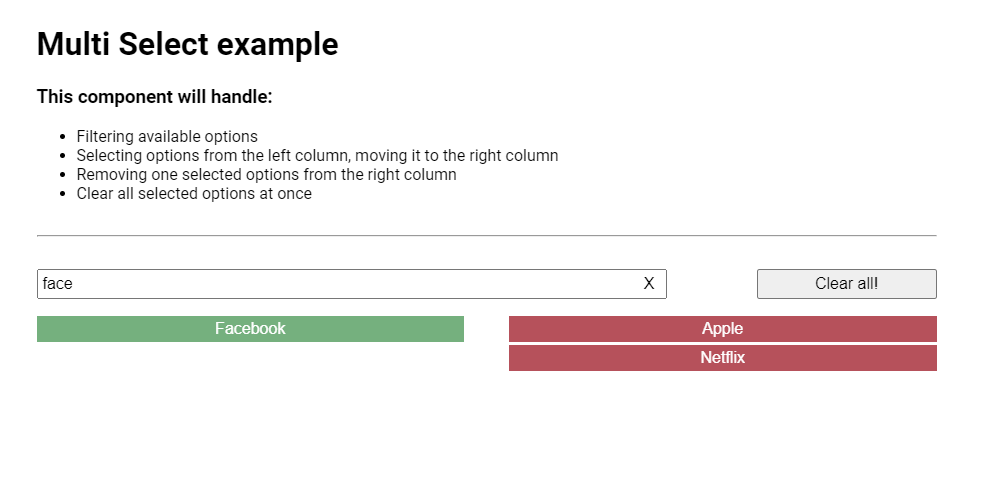 Multi Select example
This component will handle:
Filtering available options
Selecting options from the left column, moving it to the right column
Removing one selected options from the right column
Clear all selected options at once
face X Clear all!
Facebook Apple
Netflix